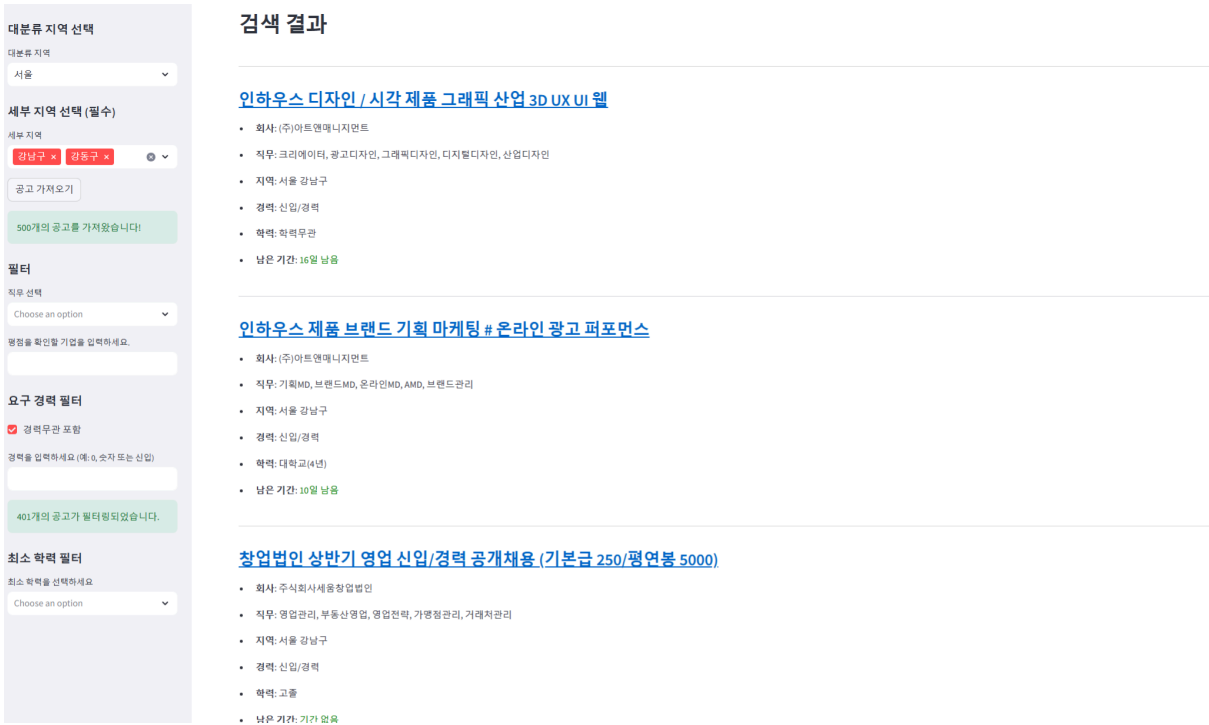 대분류 지역 선택
대분류 지역
서울
세부 지역 선택 (필수)
세부 지역
강남구 ×
강동구 ×
공고 가져오기
500개의 공고를 가져왔습니다!
필터
직무 선택
Choose an option
평점을 확인할 기업을 입력하세요.
요구 경력 필터
경력무관 포함
경력을 입력하세요 (예: 0, 숫자 또는 신입)
401개의 공고가 필터링되었습니다.
최소 학력 필터
최소 학력을 선택하세요
Choose an option
검색 결과
인하우스 디자인 / 시각 제품 그래픽 산업 3D UX UI 웹
• 회사: (주)아트앤매니지먼트
• 직무: 크리에이터, 광고디자인, 그래픽디자인, 디지털디자인, 산업디자인
• 지역: 서울 강남구
• 경력: 신입/경력
• 학력: 학력무관
• 남은 기간: 16일 남음
인하우스 제품 브랜드 기획 마케팅 # 온라인 광고 퍼포먼스
• 회사: (주)아트앤매니지먼트
• 직무: 기획MD, 브랜드MD, 온라인MD, AMD, 브랜드관리
• 지역: 서울 강남구
• 경력: 신입/경력
• 학력: 대학교(4년)
• 남은 기간: 10일 남음
창업법인 상반기 영업 신입/경력 공개채용 (기본급 250/평연봉 5000)
• 회사: 주식회사세움창업법인
• 직무: 영업관리, 부동산영업, 영업전략, 가맹점관리, 거래처관리
• 지역: 서울 강남구
• 경력: 신입/경력
• 학력: 고졸
• 남은 기간: 기간 없음